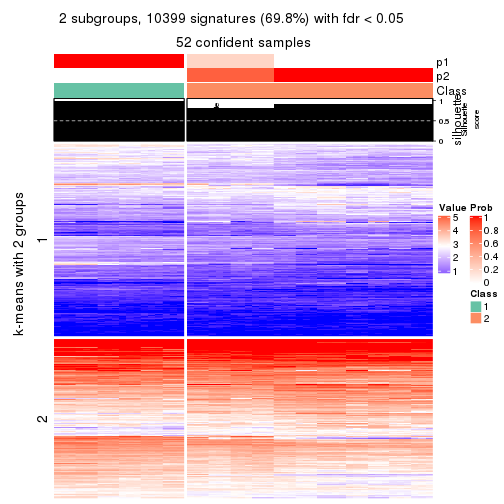 2 subgroups, 10399 signatures (69.8%) with fdr < 0.05
52 confident samples
p1
p2
Class
1
0.5
0
silhouette
Silhouette
score
k-means with 2 groups
1
2
Value
5
4
3
2
1
Prob
1
0.8
0.6
0.4
0.2
0
Class
1
2